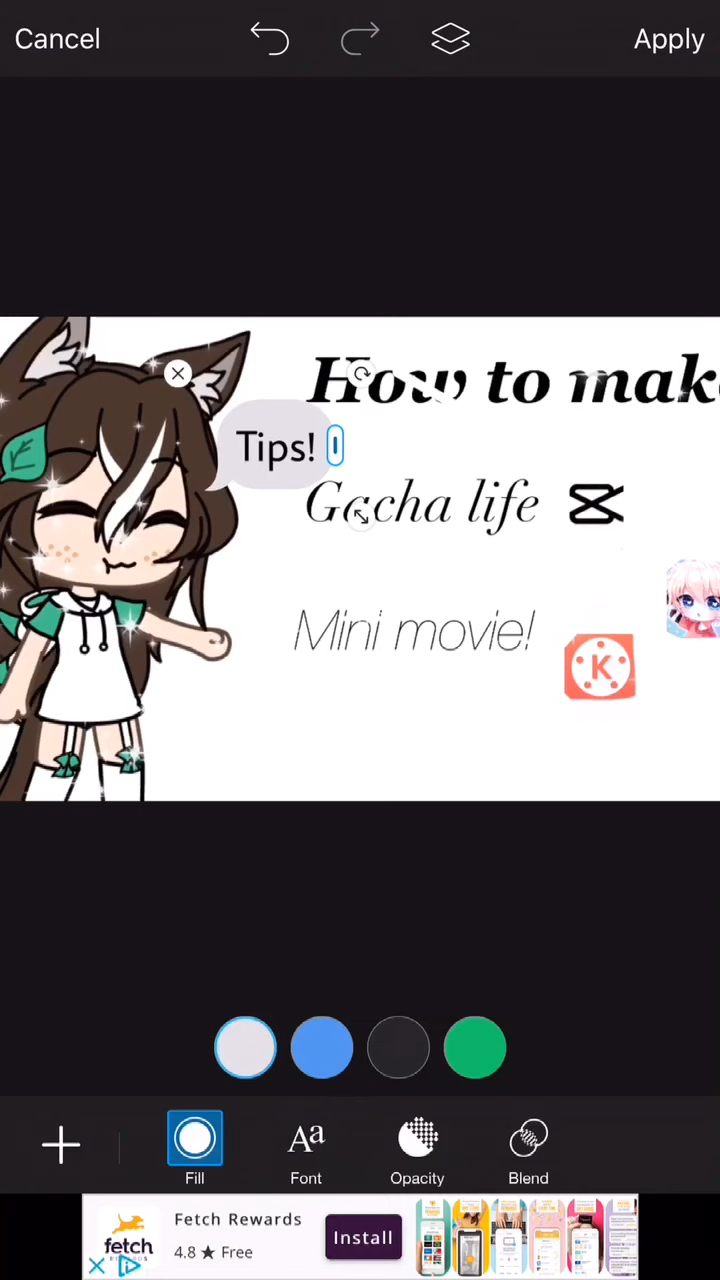 Cancel
Apply
How to mak
Tips!
Gacha life
Mini movie!
K
Fill
Font
Aa
Opacity
Blend
Fetch Rewards
4.8 ★ Free
Install
fetch